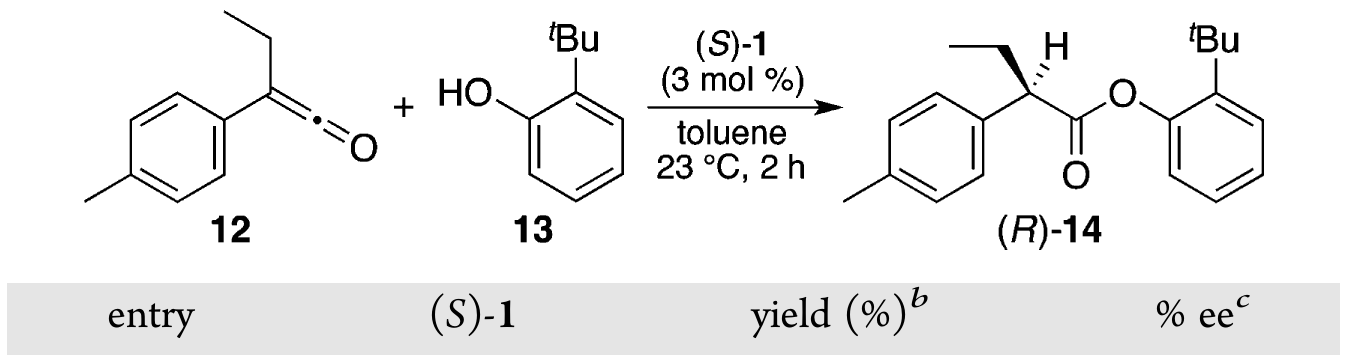 O
12
+
HO
tBu
13
(S)-1
(3 mol %)
toluene
23 °C, 2 h
H
O
O
tBu
(R)-14
entry (S)-1 yield (%)b % eec